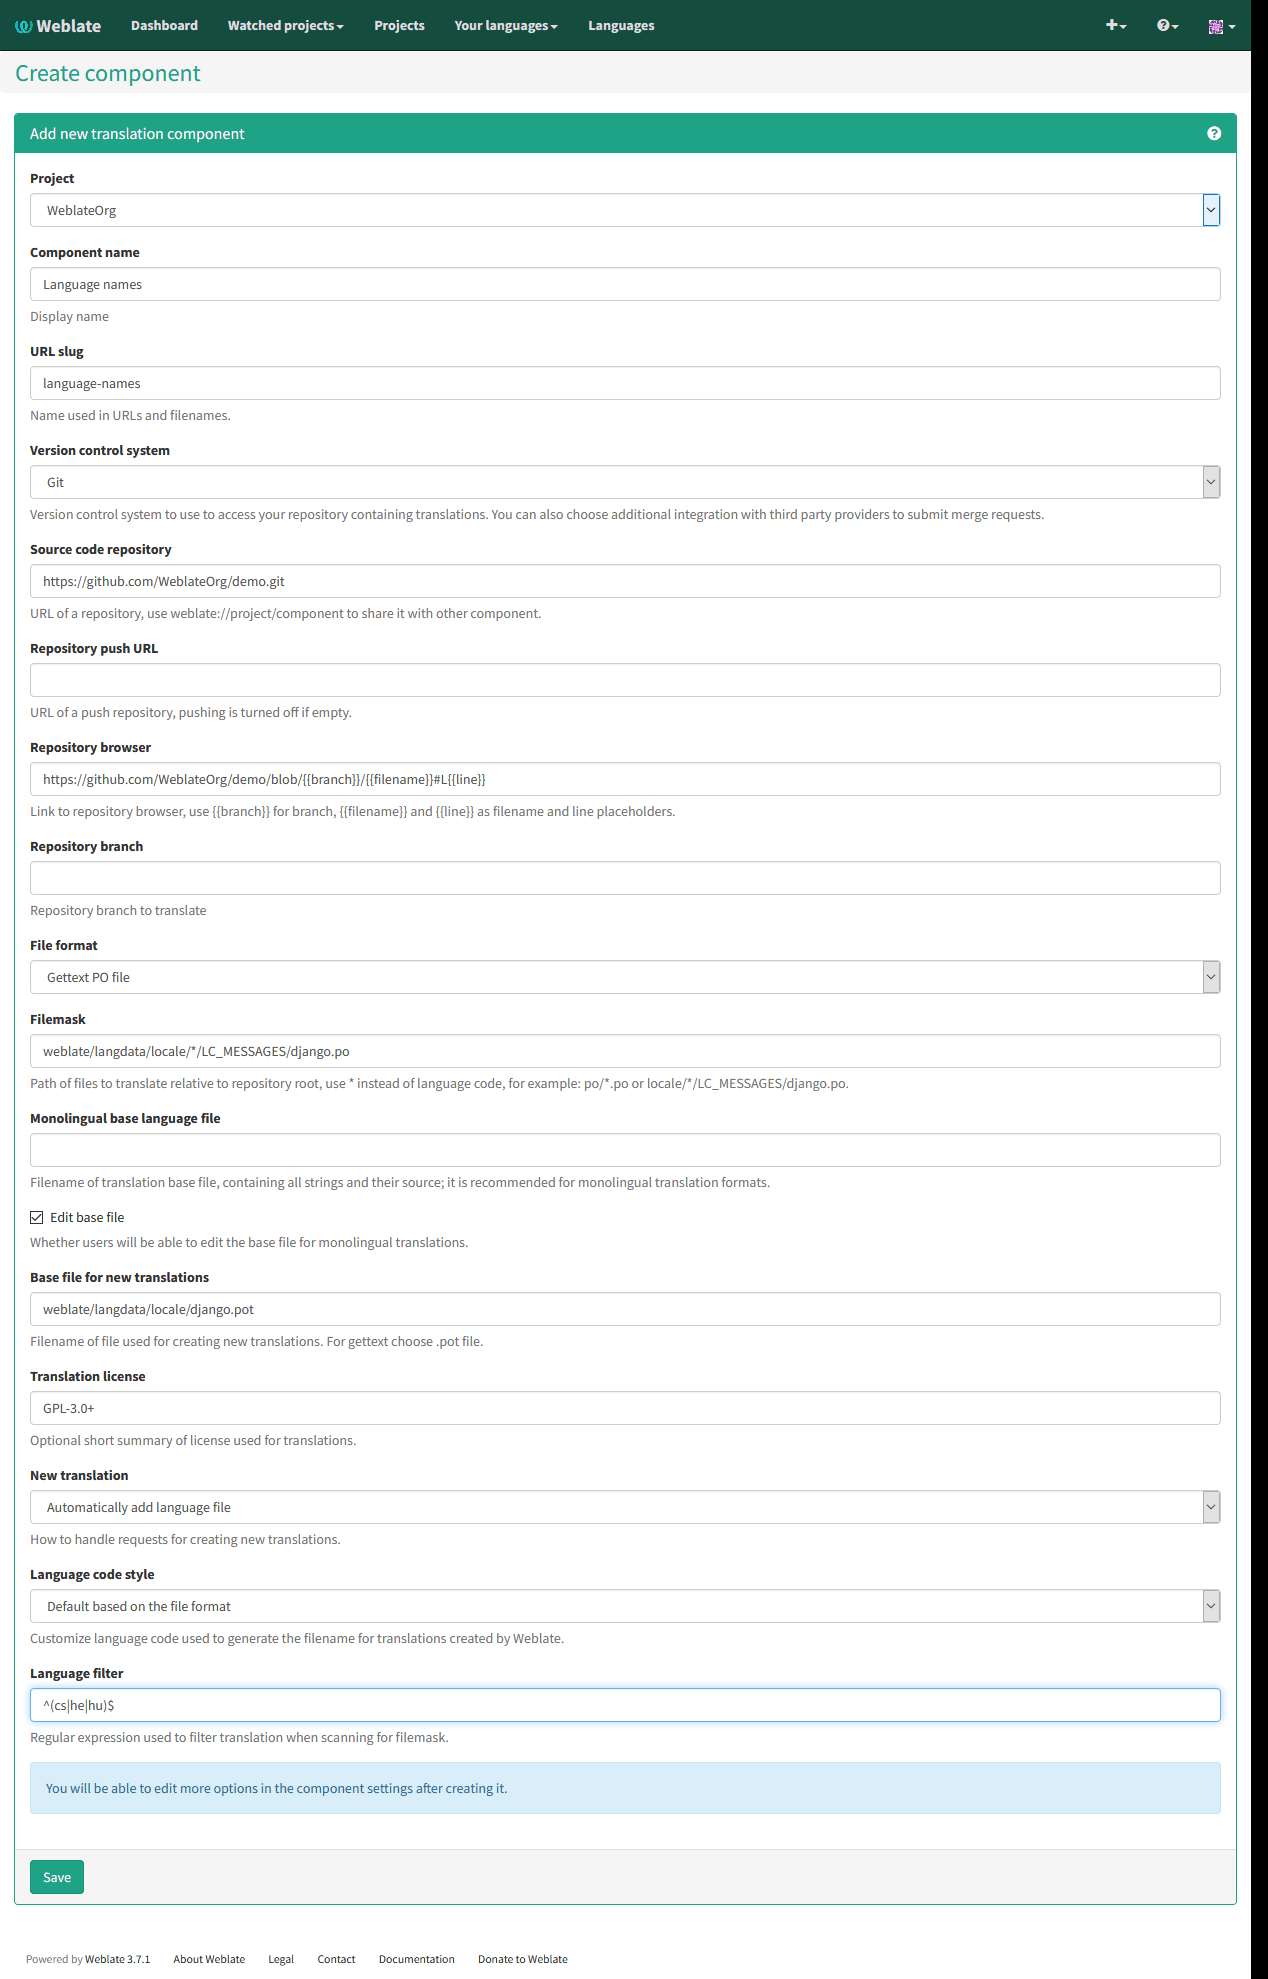 Weblate Dashboard Watched projects Projects Your languages Languages
Create component
Add new translation component
Project
WeblateOrg
Component name
Language names
Display name
URL slug
language-names
Name used in URLs and filenames.
Version control system
Git
Version control system to use to access your repository containing translations. You can also choose additional integration with third party providers to submit merge requests.
Source code repository
https://github.com/WeblateOrg/demo.git
URL of a repository, use weblate://project/component to share it with other component.
Repository push URL
URL of a push repository, pushing is turned off if empty.
Repository browser
https://github.com/WeblateOrg/demo/blob/{{branch}}/{{filename}}#L{{line}}
Link to repository browser, use {{branch}} for branch, {{filename}} and {{line}} as filename and line placeholders.
Repository branch
Repository branch to translate
File format
Gettext PO file
Filemask
weblate/langdata/locale/*/LC_MESSAGES/django.po
Path of files to translate relative to repository root, use * instead of language code, for example: po/*.po or locale/*/LC_MESSAGES/django.po.
Monolingual base language file
Filename of translation base file, containing all strings and their source; it is recommended for monolingual translation formats.
Edit base file
Whether users will be able to edit the base file for monolingual translations.
Base file for new translations
weblate/langdata/locale/django.pot
Filename of file used for creating new translations. For gettext choose .pot file.
Translation license
GPL-3.0+
Optional short summary of license used for translations.
New translation
Automatically add language file
How to handle requests for creating new translations.
Language code style
Default based on the file format
Customize language code used to generate the filename for translations created by Weblate.
Language filter
^(cs|he|hu)$
Regular expression used to filter translation when scanning for filemask.
You will be able to edit more options in the component settings after creating it.
Save
Powered by Weblate 3.7.1 About Weblate Legal Contact Documentation Donate to Weblate